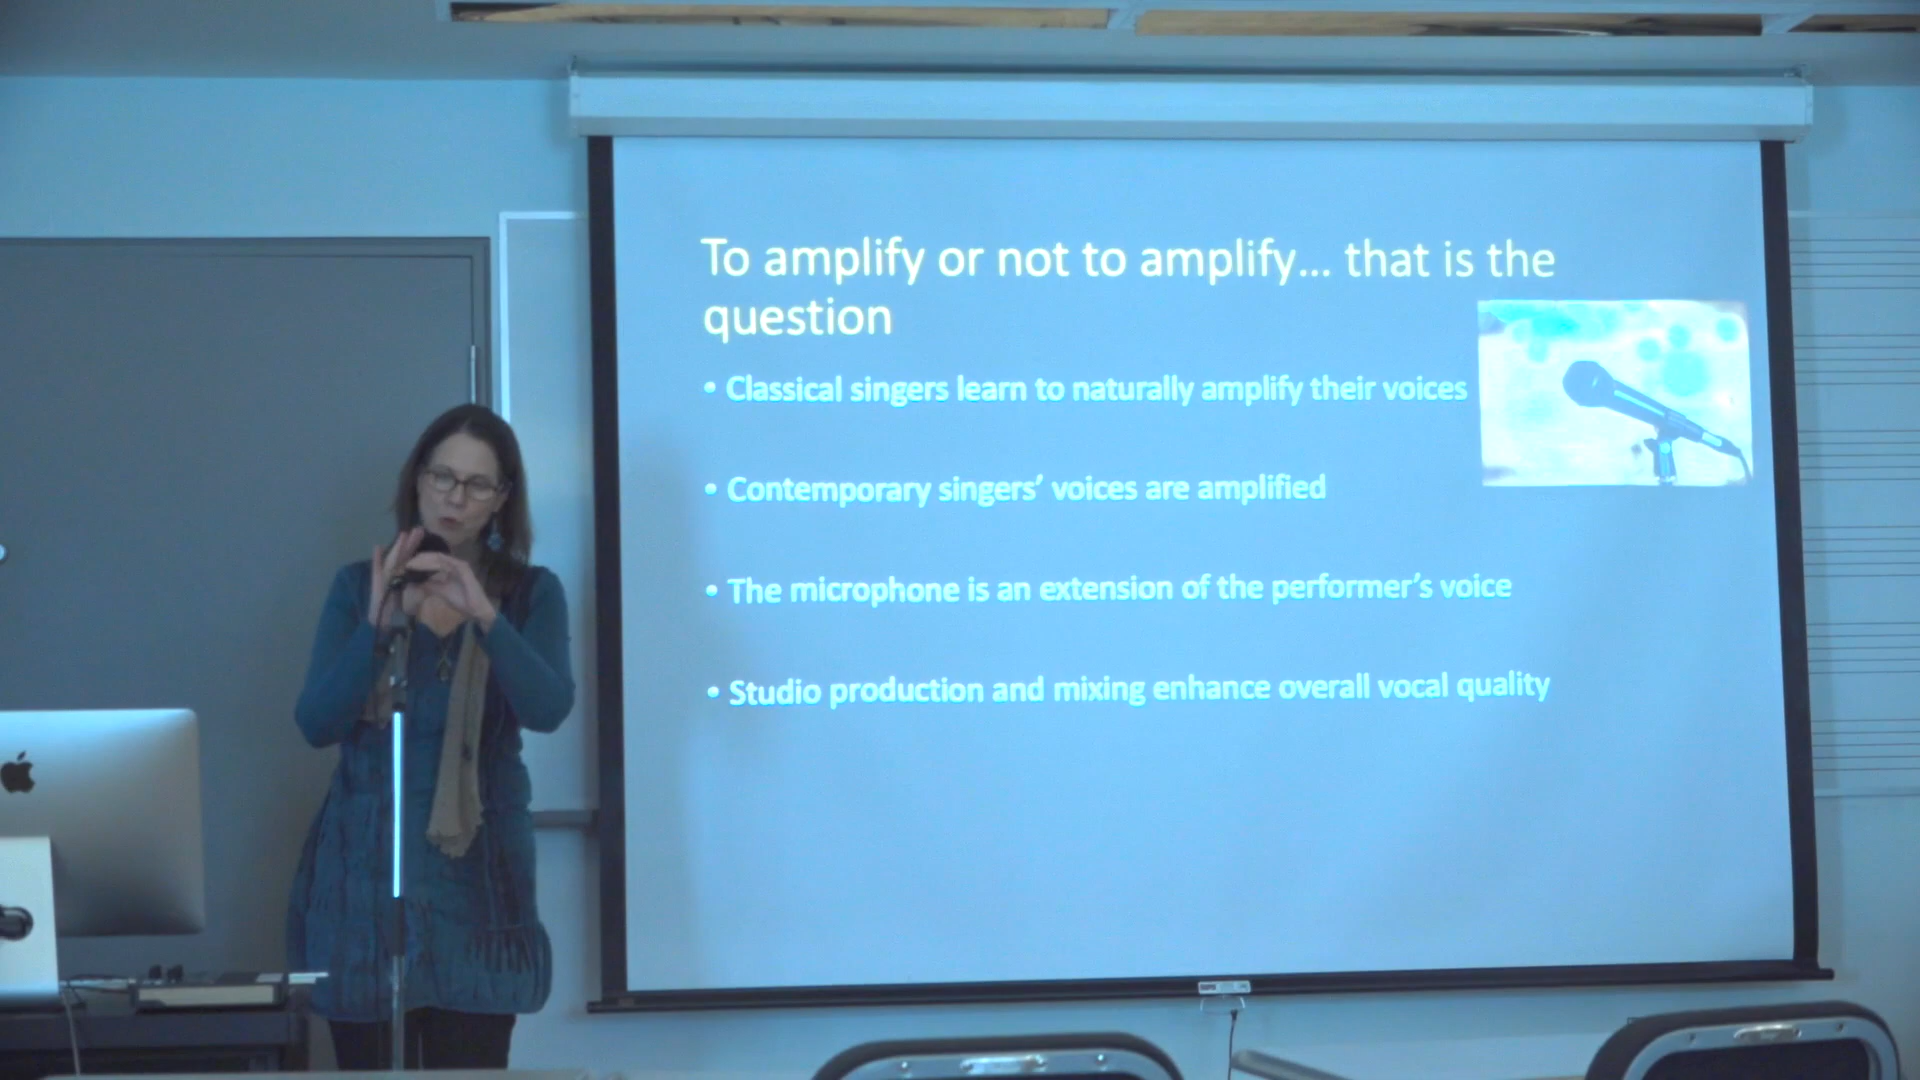 To amplify or not to amplify... that is the
question
• Classical singers learn to naturally amplify their voices
• Contemporary singers’ voices are amplified
• The microphone is an extension of the performer’s voice
• Studio production and mixing enhance overall vocal quality